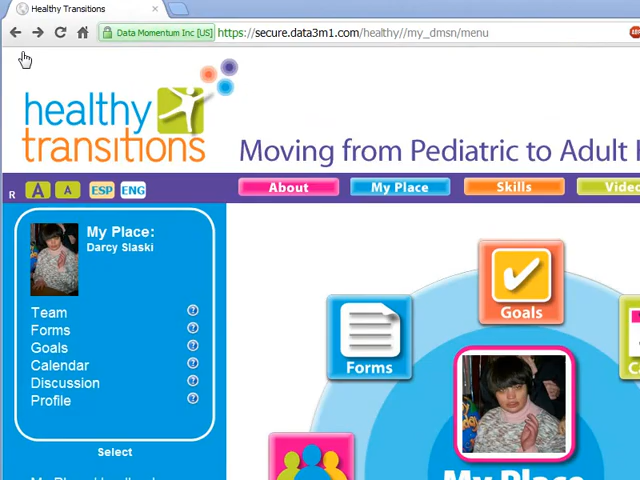 Healthy Transitions
Data Momentum Inc [US] https://secure.data3m1.com/healthy//my_dmsn/menu
healthy
transitions
Moving from Pediatric to Adult
R A A ESP ENG
About My Place Skills Video
My Place:
Darcy Slaski
Team
Forms
Goals
Calendar
Discussion
Profile
Select
Goals
Forms
My Place